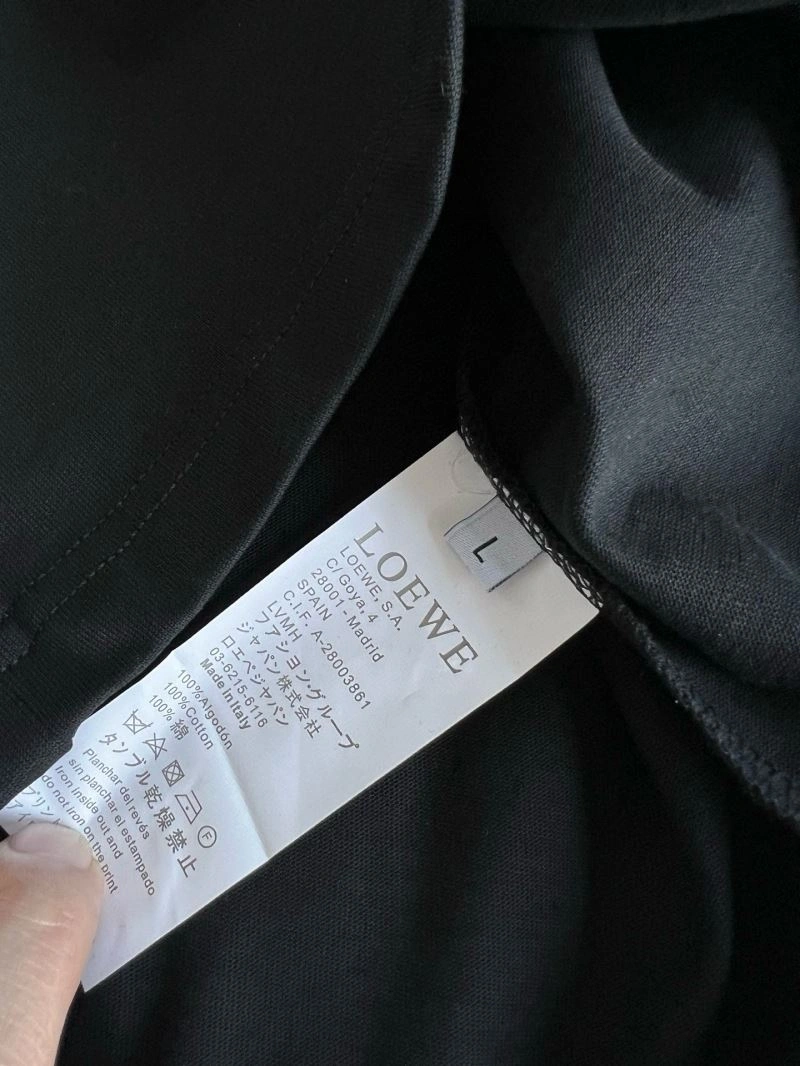 L
LOEWE
LOEWE, S.A.
C/ Goya, 4
28001 - Madrid
SPAIN
C.I.F. A-28003861
LVMH
ファション・グループ
ジャパン株式会社
ロエベジャパン
03-6215-6116
Made in Italy
100%Algodón
100%Cotton
100% 綿
タンブル乾燥禁止
Planchar del revés
sin planchar el estampado
Iron inside out and
do not iron on the print